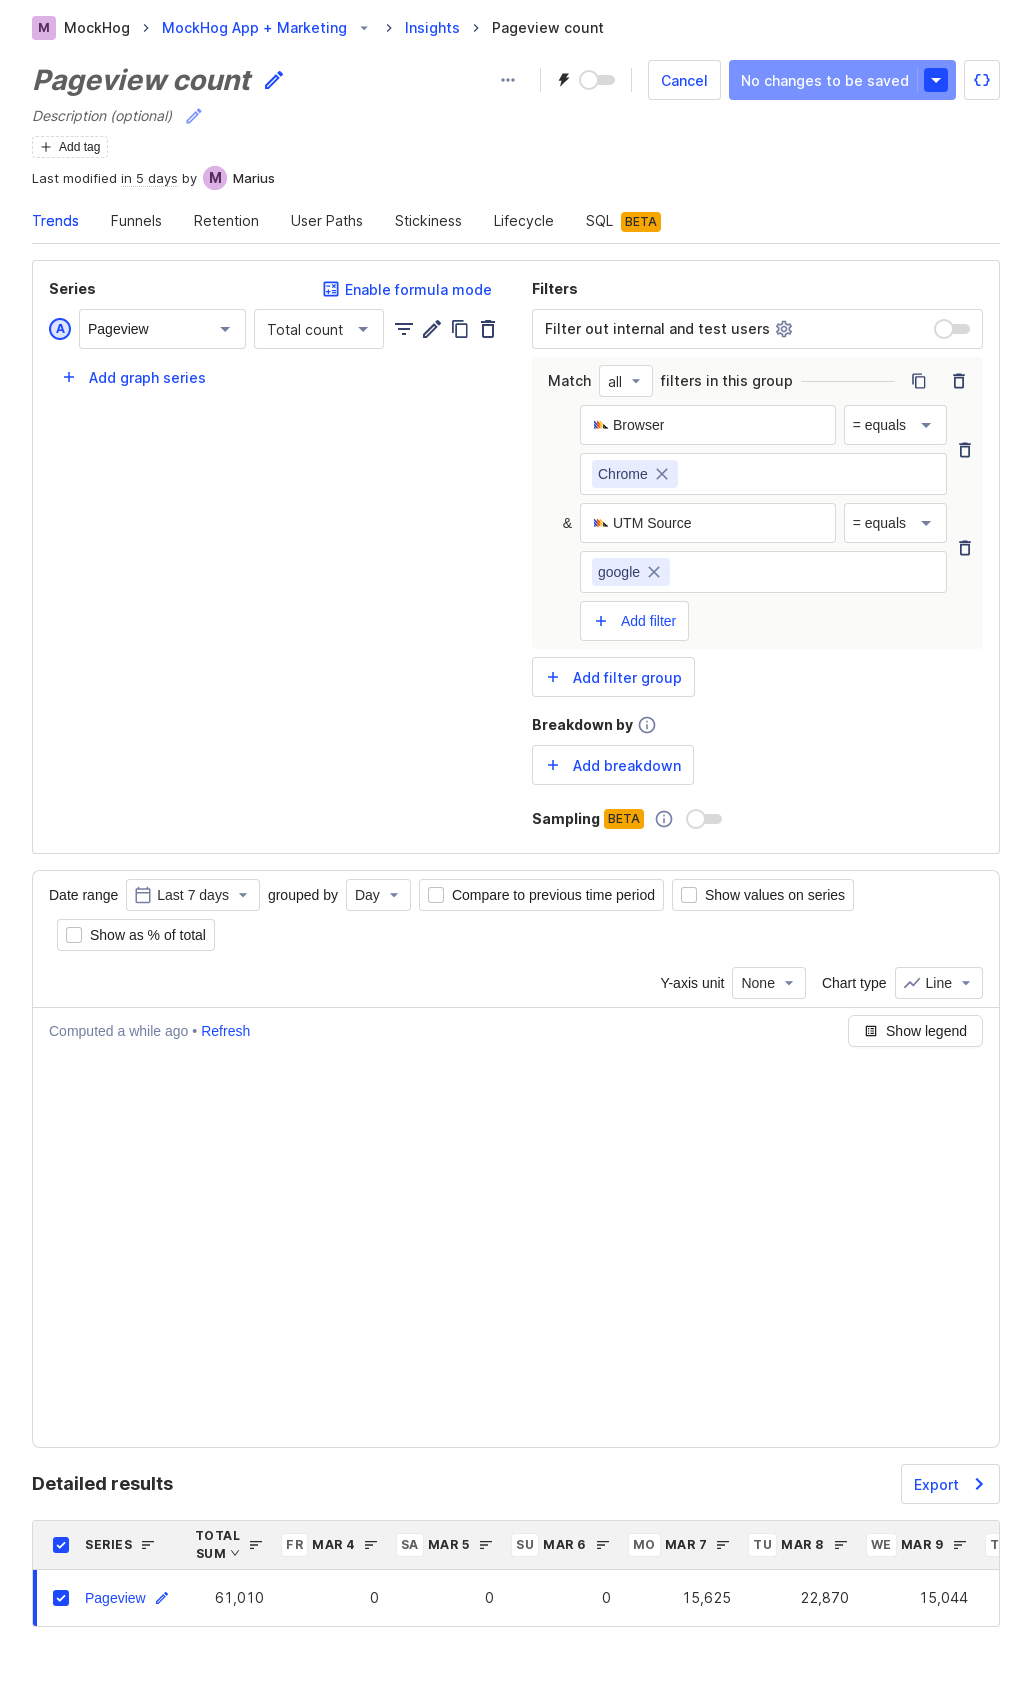 M MockHog MockHog App + Marketing Insights Pageview count
Pageview count
Cancel No changes to be saved
Description (optional)
Add tag
Last modified in 5 days by M Marius
Trends Funnels Retention User Paths Stickiness Lifecycle SQL BETA
Series Enable formula mode
A Pageview Total count
Add graph series
Filters
Filter out internal and test users
Match all filters in this group
Browser = equals
Chrome
& UTM Source = equals
google
Add filter
Add filter group
Breakdown by
Add breakdown
Sampling BETA
Date range Last 7 days grouped by Day Compare to previous time period Show values on series
Show as % of total
Y-axis unit None Chart type Line
Computed a while ago • Refresh Show legend
Detailed results Export
SERIES TOTAL SUM FR MAR 4 SA MAR 5 SU MAR 6 MO MAR 7 TU MAR 8 WE MAR 9 T
Pageview 61,010 0 0 0 15,625 22,870 15,044